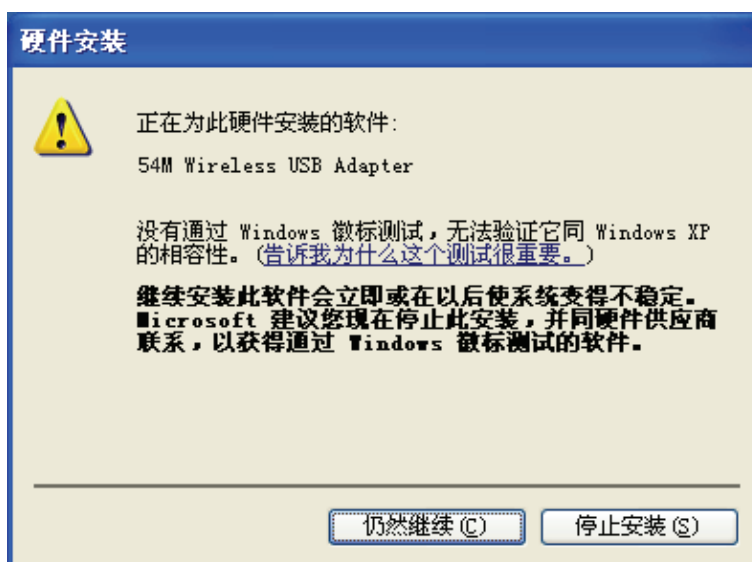 硬件安装
正在为此硬件安装的软件:
54M Wireless USB Adapter
没有通过 Windows 徽标测试，无法验证它同 Windows XP
的相容性。(告诉我为什么这个测试很重要。)
继续安装此软件会立即或在以后使系统变得不稳定。
Microsoft 建议您现在停止此安装，并同硬件供应商
联系，以获得通过 Windows 徽标测试的软件。
仍然继续(C)
停止安装(S)